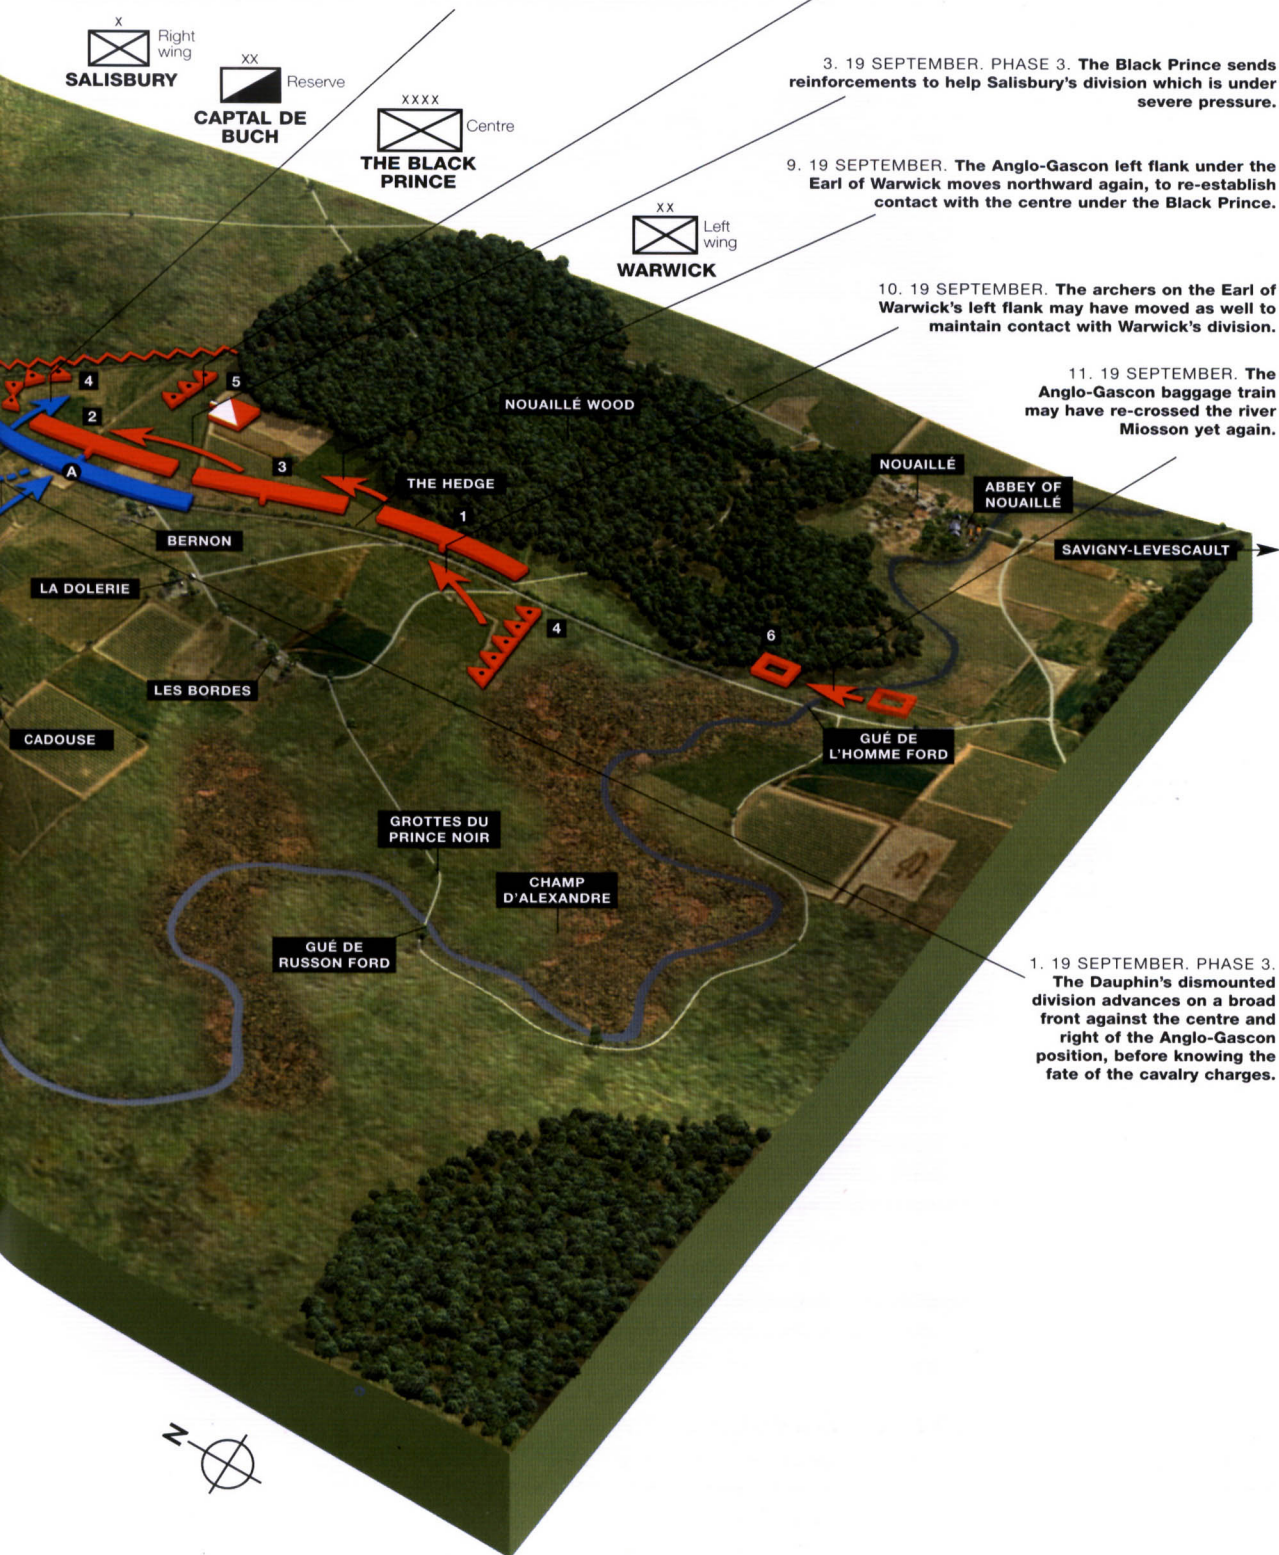 X
Right
wing
SALISBURY
XX
Reserve
CAPTAL DE
BUCH
XXXX
Centre
THE BLACK
PRINCE
XX
Left
wing
WARWICK
3. 19 SEPTEMBER. PHASE 3. The Black Prince sends
reinforcements to help Salisbury's division which is under
severe pressure.
9. 19 SEPTEMBER. The Anglo-Gascon left flank under the
Earl of Warwick moves northward again, to re-establish
contact with the centre under the Black Prince.
10. 19 SEPTEMBER. The archers on the Earl of
Warwick's left flank may have moved as well to
maintain contact with Warwick's division.
11. 19 SEPTEMBER. The
Anglo-Gascon baggage train
may have re-crossed the river
Miosson yet again.
4
5
2
A
3
NOUAILLÉ WOOD
THE HEDGE
1
NOUAILLÉ
ABBEY OF
NOUAILLÉ
SAVIGNY-LEVESCAULT
BERNON
LA DOLERIE
4
6
LES BORDES
CADOUSE
GUÉ DE
L'HOMME FORD
GROTTES DU
PRINCE NOIR
CHAMP
D'ALEXANDRE
GUÉ DE
RUSSON FORD
1. 19 SEPTEMBER. PHASE 3.
The Dauphin's dismounted
division advances on a broad
front against the centre and
right of the Anglo-Gascon
position, before knowing the
fate of the cavalry charges.
N